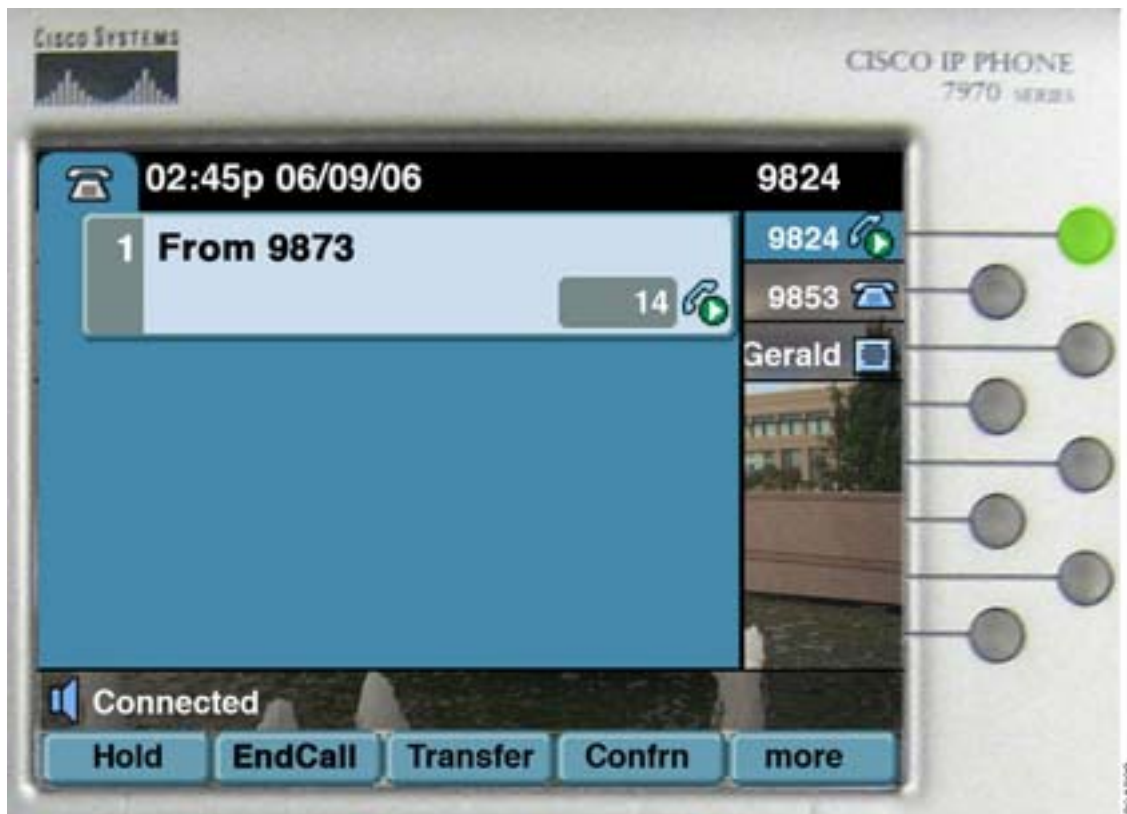 CISCO SYSTEMS
CISCO IP PHONE
7970 SERIES
02:45p 06/09/06 9824
1 From 9873
14
9824
9853
Gerald
Connected
Hold EndCall Transfer Confrn more